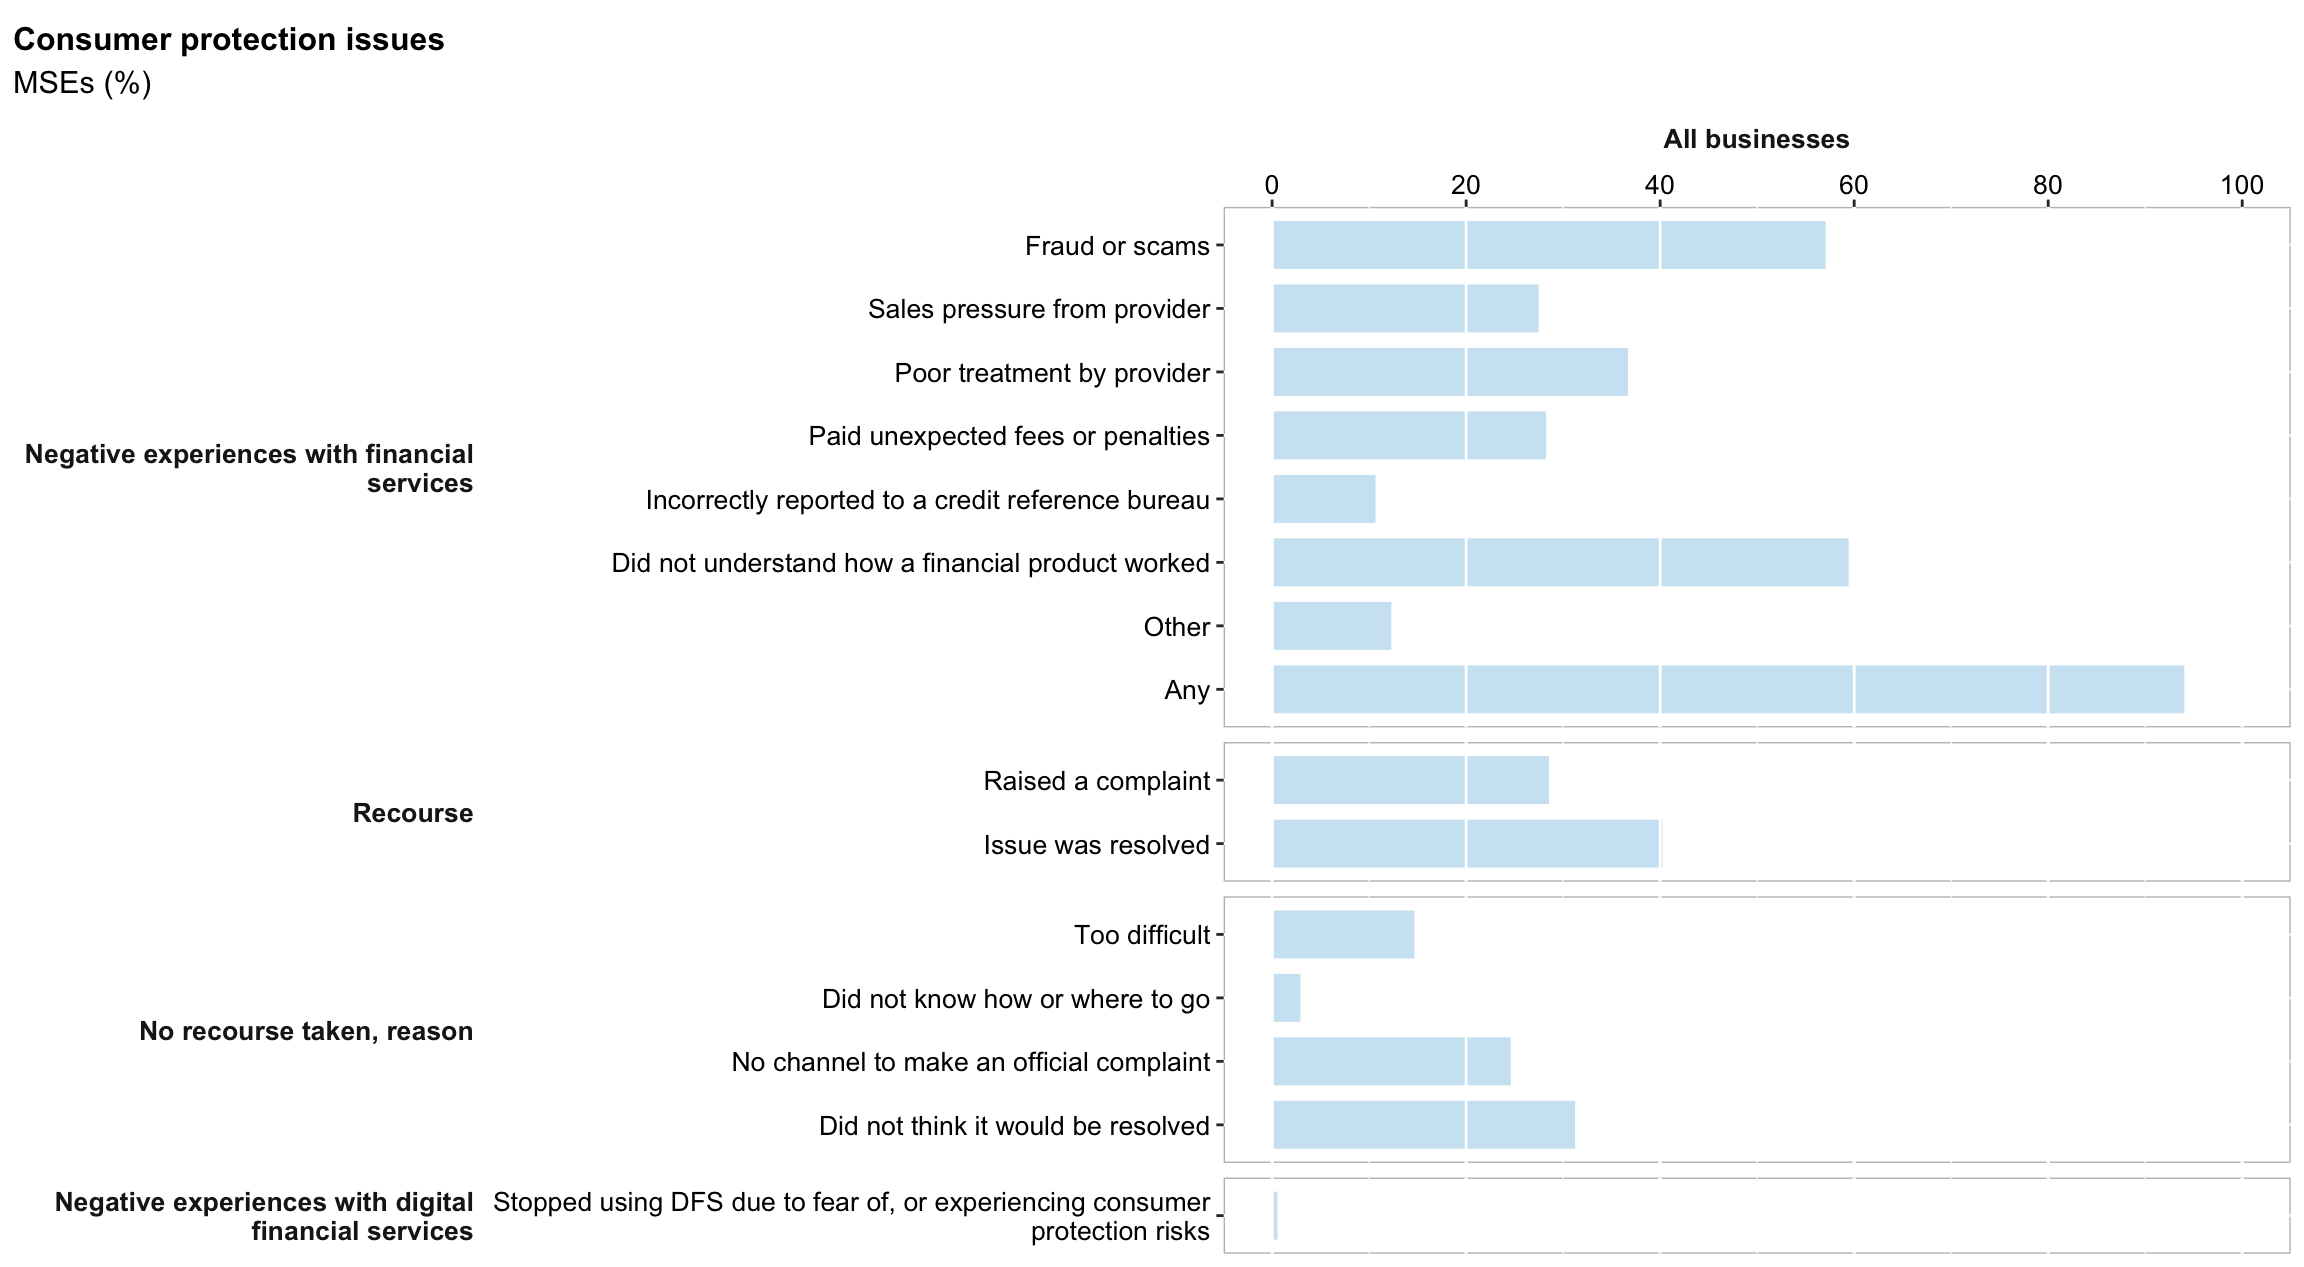 Consumer protection issues
MSEs (%)
All businesses
0 20 40 60 80 100
Negative experiences with financial
services
Fraud or scams
Sales pressure from provider
Poor treatment by provider
Paid unexpected fees or penalties
Incorrectly reported to a credit reference bureau
Did not understand how a financial product worked
Other
Any
Recourse
Raised a complaint
Issue was resolved
No recourse taken, reason
Too difficult
Did not know how or where to go
No channel to make an official complaint
Did not think it would be resolved
Negative experiences with digital
financial services
Stopped using DFS due to fear of, or experiencing consumer
protection risks